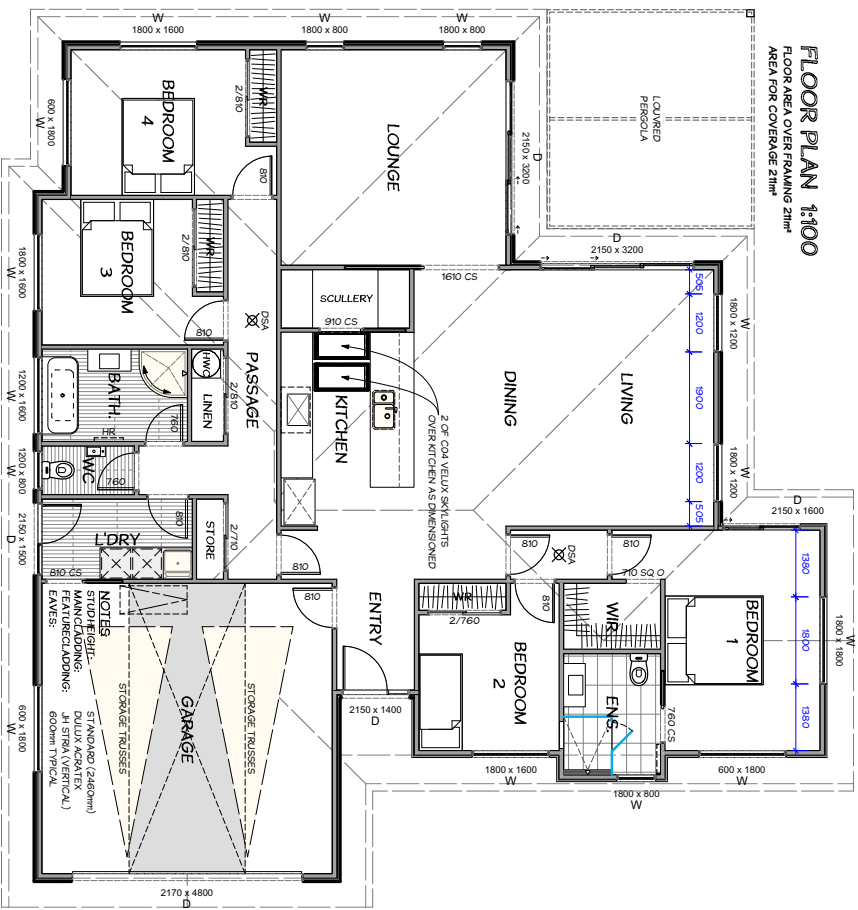 FLOOR PLAN 1:100
FLOOR AREA OVER FRAMING 211m²
AREA FOR COVERAGE 211m²
W
1800 x 1600
W
1800 x 800
W
1800 x 800
LOUVRED
PERGOLA
BEDROOM
4
WR
2/810
600 x 1800
W
810
LOUNGE
D
2150 x 3200
D
2150 x 3200
BEDROOM
3
WR
2/810
810
1800 x 1600
W
DSA
SCULLERY
910 CS
1610 CS
505
1200
1900
1200
505
W
1800 x 1200
W
1800 x 1200
DINING
LIVING
KITCHEN
2 OF C04 VELUX SKYLIGHTS
OVER KITCHEN AS DIMENSIONED
PASSAGE
BATH.
HR
760
HWC
LINEN
2/810
1200 x 1600
W
WC
760
1200 x 800
W
L'DRY
810
810 CS
STORE
2/710
2150 x 1500
D
810
810
ENTRY
2150 x 1400
D
810
DSA
810
710 SQ O
D
2150 x 1600
1380
1800
1380
BEDROOM
1
W
1800 x 1800
WIR
810
WR
2/760
BEDROOM
2
ENS.
760 CS
1800 x 1600
W
1800 x 800
W
600 x 1800
W
NOTES
STUD HEIGHT: STANDARD (2460mm)
MAIN CLADDING: DULUX ACRATEX
FEATURE CLADDING: JH STRIA (VERTICAL)
EAVES: 600mm TYPICAL
STORAGE TRUSSES
GARAGE
STORAGE TRUSSES
600 x 1800
W
2170 x 4800
D